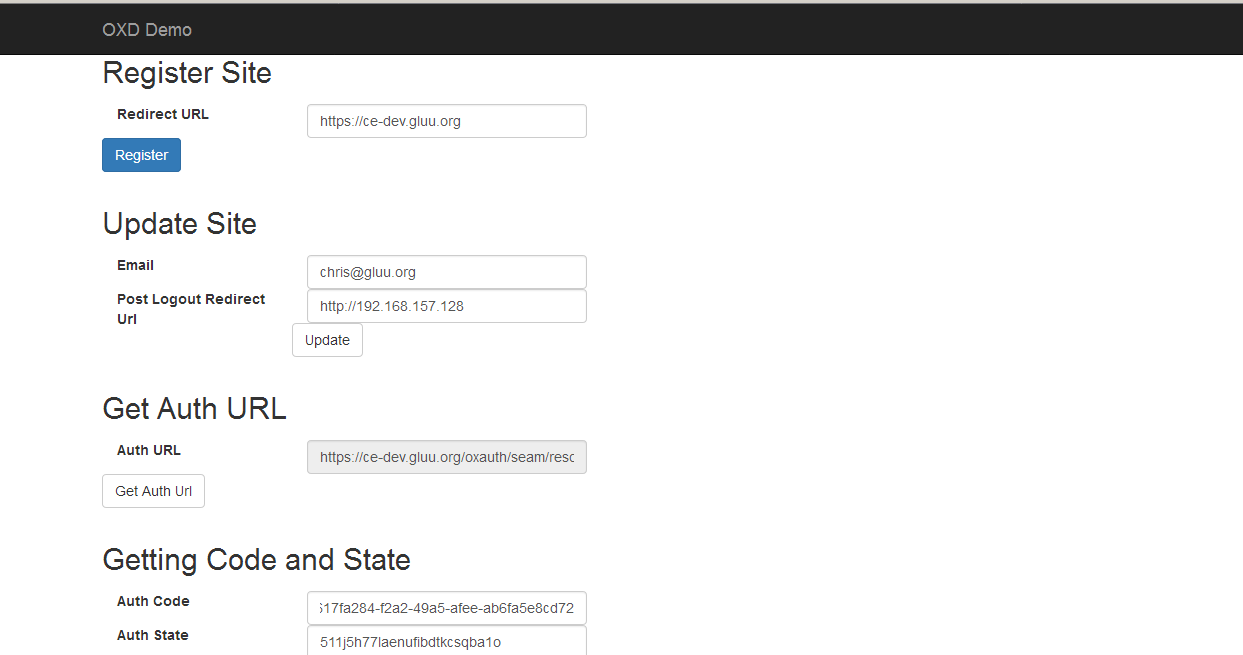 OXD Demo
Register Site
Redirect URL
https://ce-dev.gluu.org
Register
Update Site
Email
chris@gluu.org
Post Logout Redirect
Url
http://192.168.157.128
Update
Get Auth URL
Auth URL
https://ce-dev.gluu.org/oxauth/seam/resc
Get Auth Url
Getting Code and State
Auth Code
617fa284-f2a2-49a5-afee-ab6fa5e8cd72
Auth State
511j5h77laenufibdtkcsqba1o